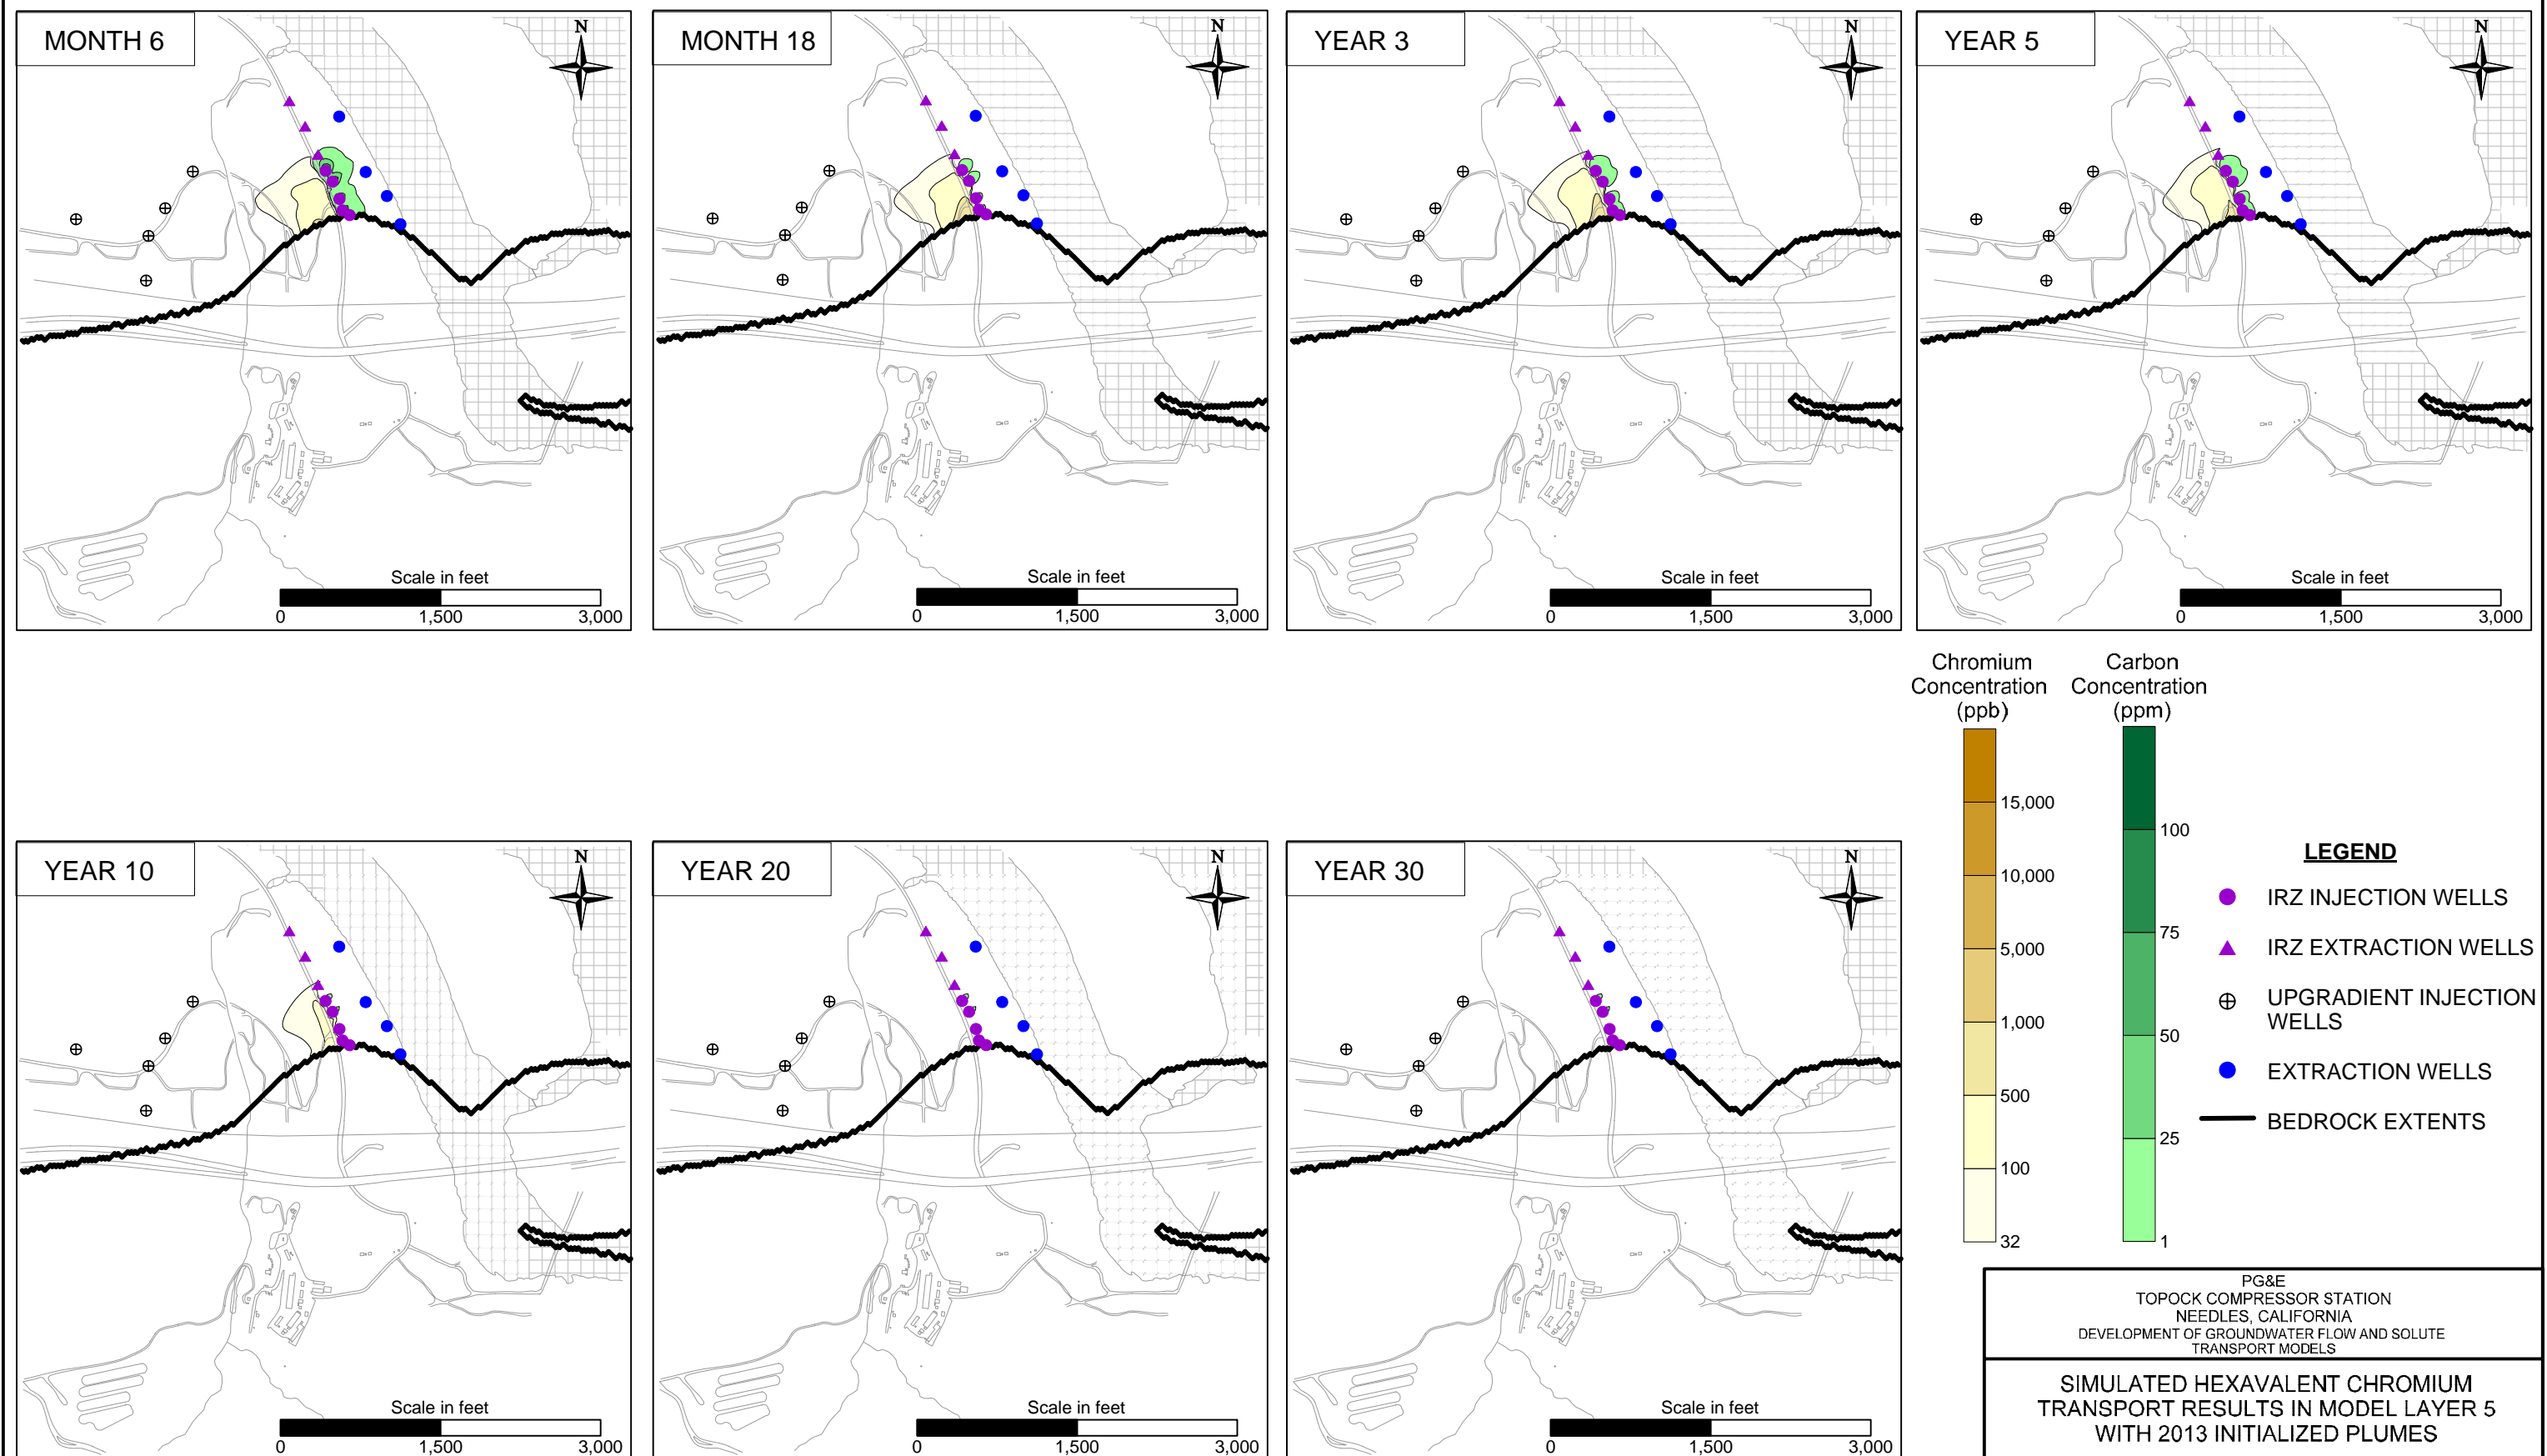 MONTH 6
N
Scale in feet
0 1,500 3,000
MONTH 18
N
Scale in feet
0 1,500 3,000
YEAR 3
N
Scale in feet
0 1,500 3,000
YEAR 5
N
Scale in feet
0 1,500 3,000
YEAR 10
N
Scale in feet
0 1,500 3,000
YEAR 20
N
Scale in feet
0 1,500 3,000
YEAR 30
N
Scale in feet
0 1,500 3,000
Chromium
Concentration
(ppb)
15,000
10,000
5,000
1,000
500
100
32
Carbon
Concentration
(ppm)
100
75
50
25
1
LEGEND
IRZ INJECTION WELLS
IRZ EXTRACTION WELLS
UPGRADIENT INJECTION
WELLS
EXTRACTION WELLS
BEDROCK EXTENTS
PG&E
TOPOCK COMPRESSOR STATION
NEEDLES, CALIFORNIA
DEVELOPMENT OF GROUNDWATER FLOW AND SOLUTE
TRANSPORT MODELS
SIMULATED HEXAVALENT CHROMIUM
TRANSPORT RESULTS IN MODEL LAYER 5
WITH 2013 INITIALIZED PLUMES